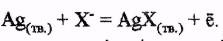 Ag(тв.) + X⁻ = AgX(тв.) + ē.